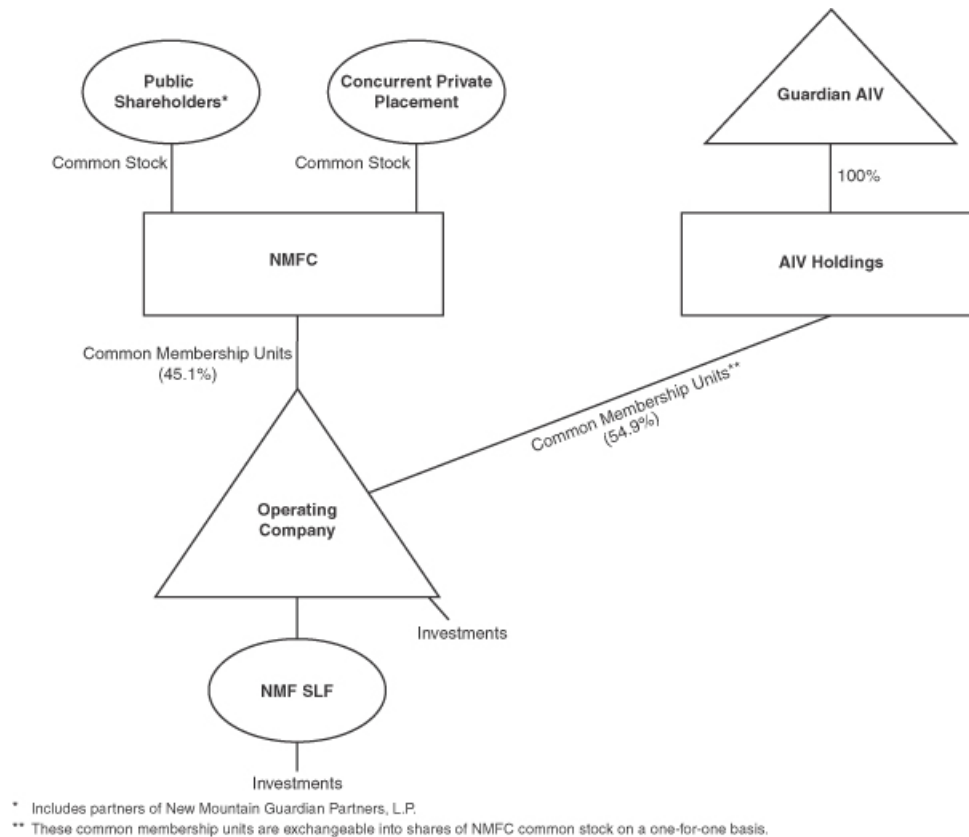 Public
Shareholders*
Concurrent Private
Placement
Guardian AIV
Common Stock
Common Stock
100%
NMFC
AIV Holdings
Common Membership Units
(45.1%)
Common Membership Units**
(54.9%)
Operating
Company
Investments
NMF SLF
Investments
* Includes partners of New Mountain Guardian Partners, L.P.
** These common membership units are exchangeable into shares of NMFC common stock on a one-for-one basis.